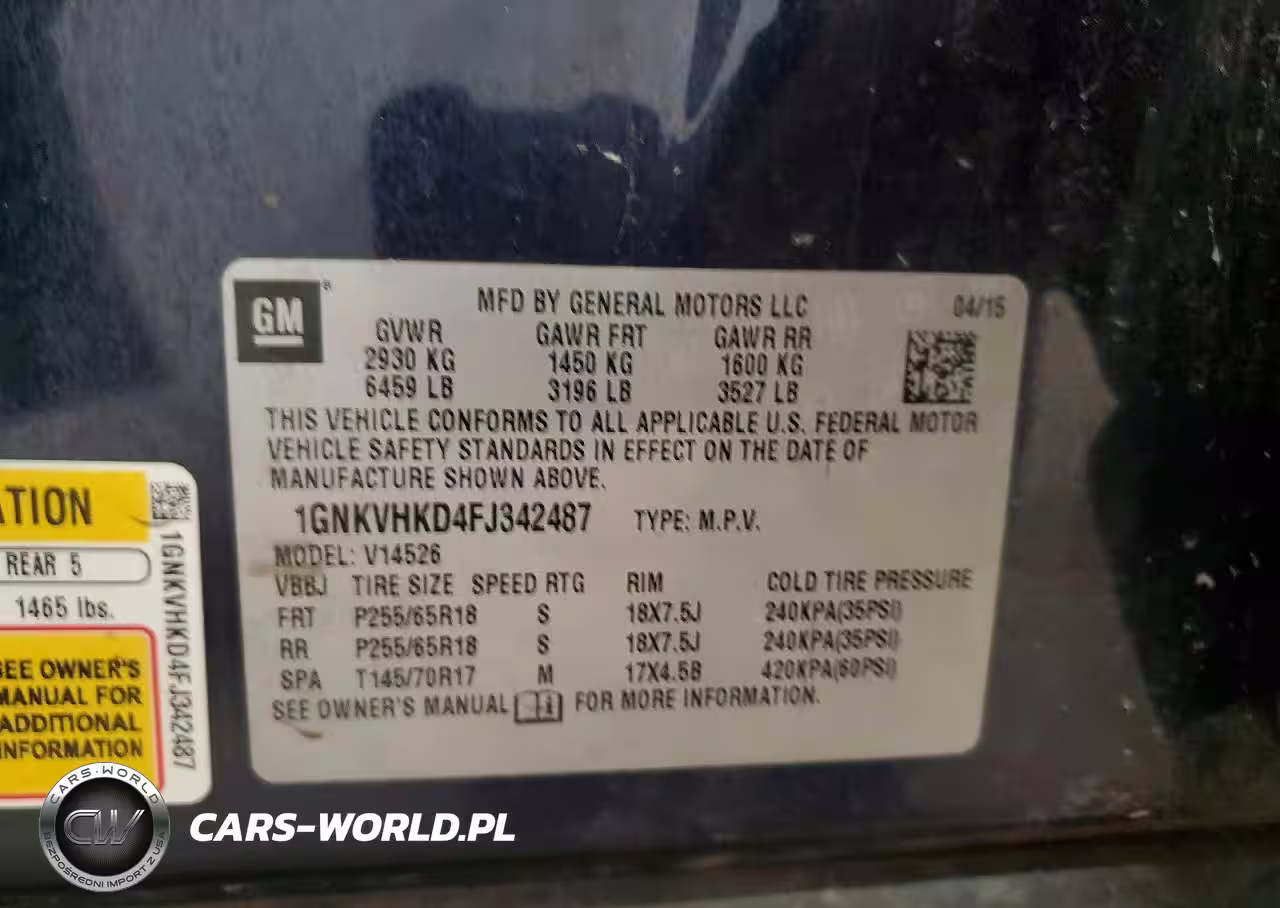 GM ®
MFD BY GENERAL MOTORS LLC 04/15
GVWR GAWR FRT GAWR RR
2930 KG 1450 KG 1600 KG
6459 LB 3196 LB 3527 LB
THIS VEHICLE CONFORMS TO ALL APPLICABLE U.S. FEDERAL MOTOR
VEHICLE SAFETY STANDARDS IN EFFECT ON THE DATE OF
MANUFACTURE SHOWN ABOVE.
1GNKVHKD4FJ342487 TYPE: M.P.V.
MODEL: V14526
VBBJ TIRE SIZE SPEED RTG RIM COLD TIRE PRESSURE
FRT P255/65R18 S 18X7.5J 240KPA(35PSI)
RR P255/65R18 S 18X7.5J 240KPA(35PSI)
SPA T145/70R17 M 17X4.5B 420KPA(60PSI)
SEE OWNER'S MANUAL FOR MORE INFORMATION.
ATION
REAR 5
1465 lbs.
SEE OWNER'S
MANUAL FOR
ADDITIONAL
INFORMATION
1GNKVHKD4FJ342487
CARS-WORLD
CW
BEZPOŚREDNI IMPORT Z USA
CARS-WORLD.PL